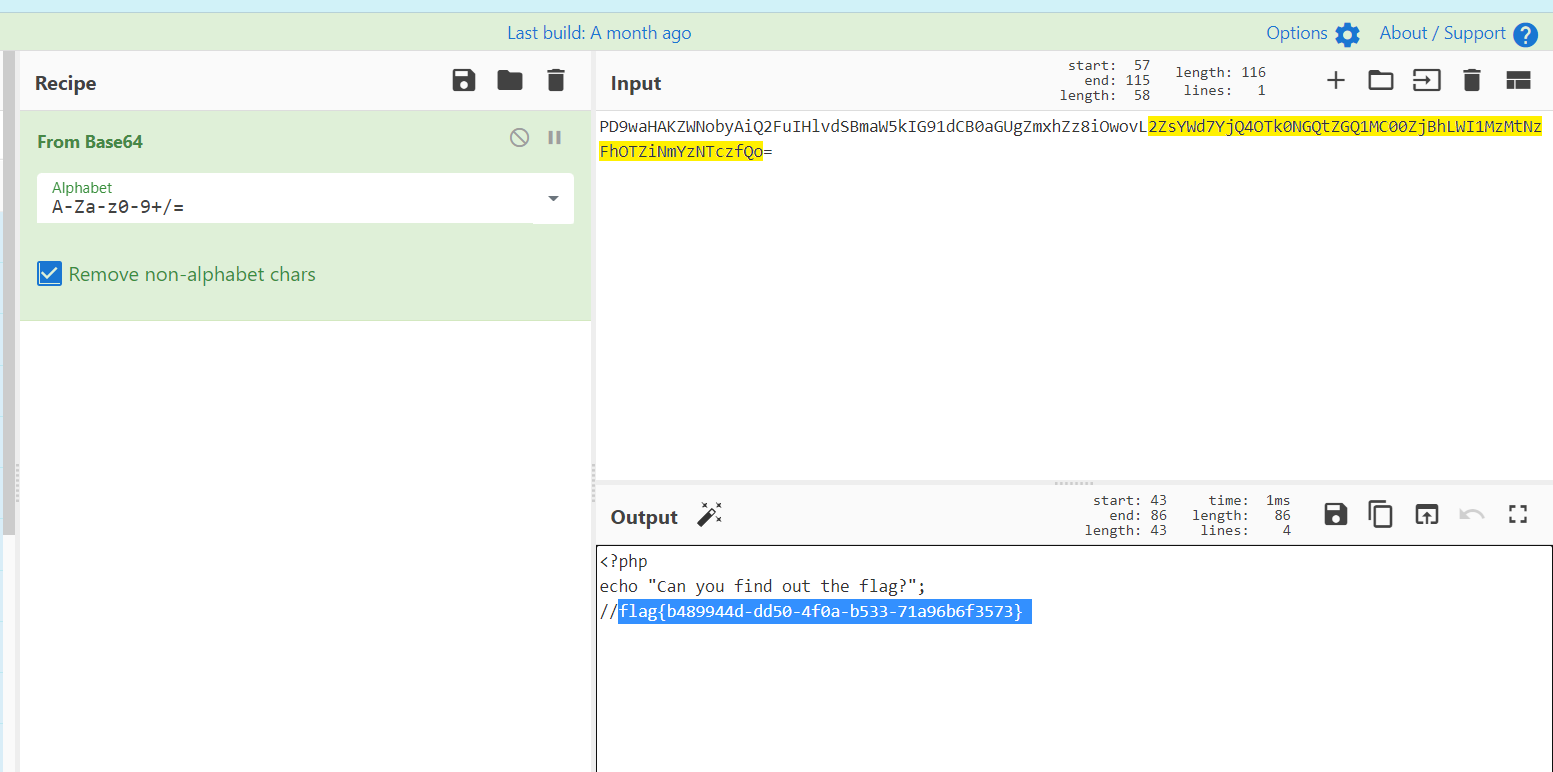 Last build: A month ago
Options
About / Support ?
Recipe
From Base64
Alphabet
A-Za-z0-9+/=
Remove non-alphabet chars
Input
start: 57
end: 115
length: 58
length: 116
lines: 1
PD9waHAKZWNobyAiQ2FuIHlvdSBmaW5kIG91dCB0aGUgZmxhZz8iOwovL2ZsYWd7YjQ4OTk0NGQtZGQ1MC00ZjBhLWI1MzMtNz
FhOTZiNmYzNTczfQo=
Output
start: 43
end: 86
length: 43
time: 1ms
length: 86
lines: 4
<?php
echo "Can you find out the flag?";
//flag{b489944d-dd50-4f0a-b533-71a96b6f3573}